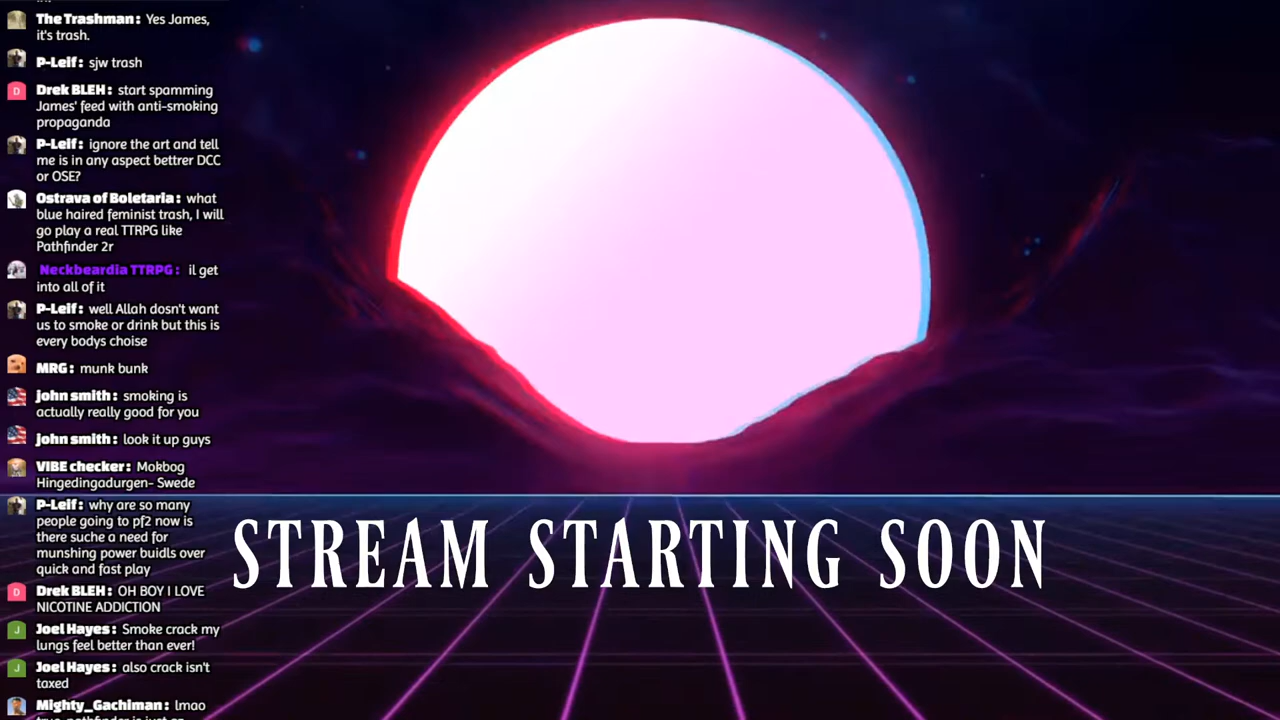 The Trashman: Yes James,
it's trash.
P-Leif: sjw trash
D
Drek BLEH: start spamming
James' feed with anti-smoking
propaganda
P-Leif: ignore the art and tell
me is in any aspect bettrer DCC
or OSE?
Ostrava of Boletaria: what
blue haired feminist trash, I will
go play a real TTRPG like
Pathfinder 2r
Neckbeardia TTRPG: il get
into all of it
P-Leif: well Allah dosn't want
us to smoke or drink but this is
every bodys choise
MRG: munk bunk
john smith: smoking is
actually really good for you
john smith: look it up guys
VIBE checker: Mokbog
Hingedingadurgen- Swede
P-Leif: why are so many
people going to pf2 now is
there suche a need for
munshing power buidls over
quick and fast play
D
Drek BLEH: OH BOY I LOVE
NICOTINE ADDICTION
J
Joel Hayes: Smoke crack my
lungs feel better than ever!
J
Joel Hayes: also crack isn't
taxed
Mighty_Gachiman: lmao
STREAM STARTING SOON